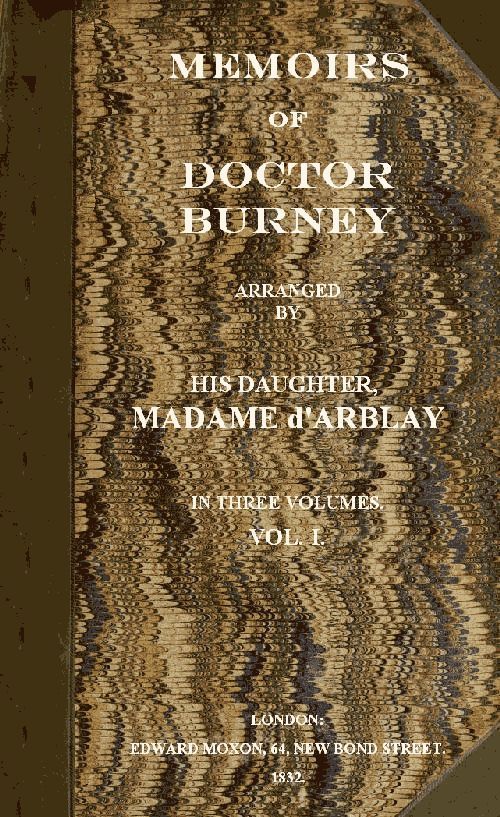 MEMOIRS
OF
DOCTOR
BURNEY
ARRANGED
BY
HIS DAUGHTER,
MADAME d'ARBLAY
IN THREE VOLUMES.
VOL. I.
LONDON:
EDWARD MOXON, 64, NEW BOND STREET.
1832.